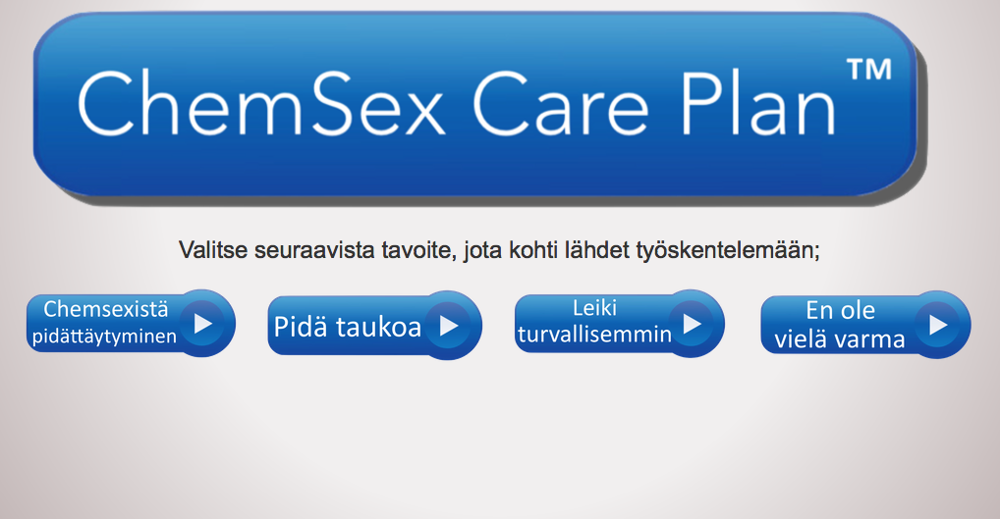 ChemSex Care Plan™
Valitse seuraavista tavoite, jota kohti lähdet työskentelemään;
Chemsexistä
pidättäytyminen
Pidä taukoa
Leiki
turvallisemmin
En ole
vielä varma